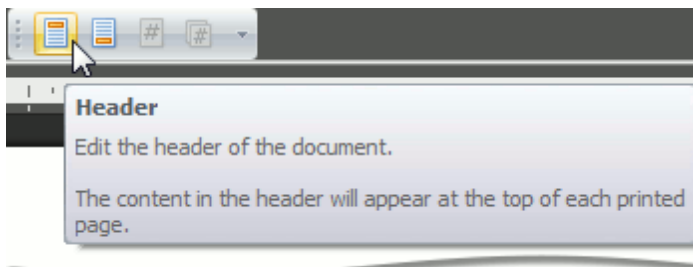 # #
Header
Edit the header of the document.
The content in the header will appear at the top of each printed
page.